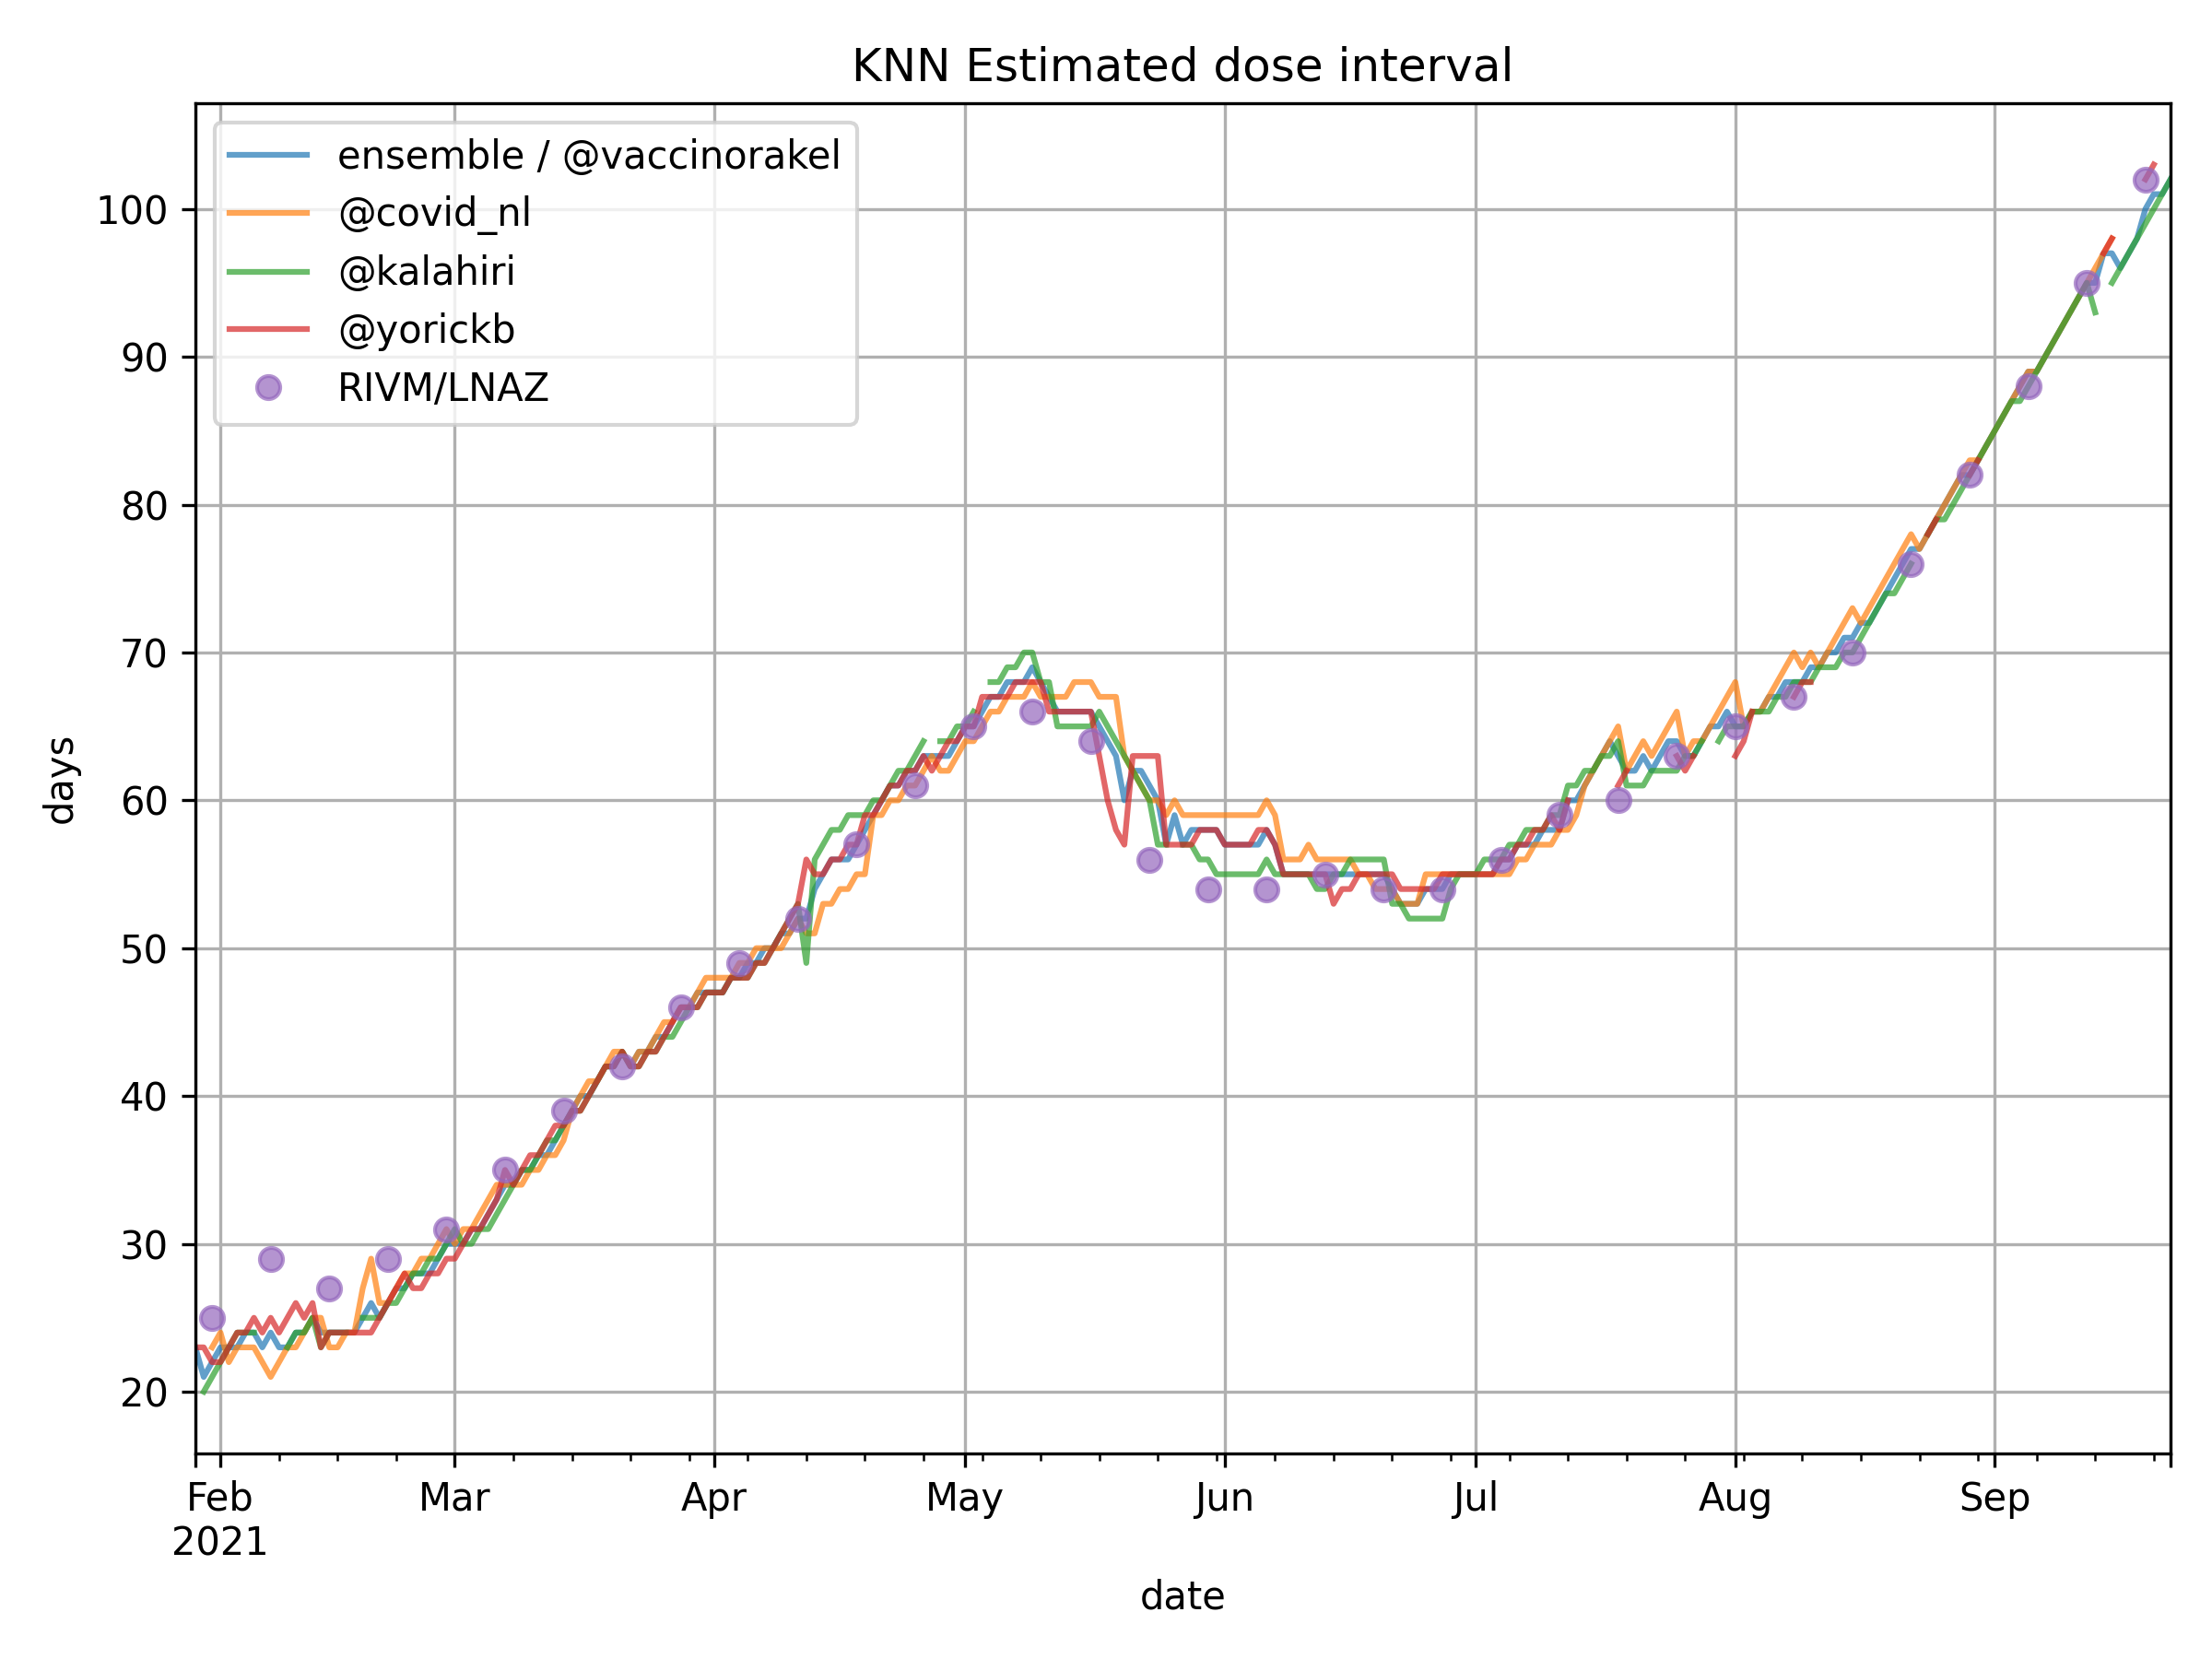 KNN Estimated dose interval
ensemble / @vaccinorakel
@covid_nl
@kalahiri
@yorickb
RIVM/LNAZ
100
90
80
70
60
50
40
30
20
days
Feb Mar Apr May Jun Jul Aug Sep
2021
date